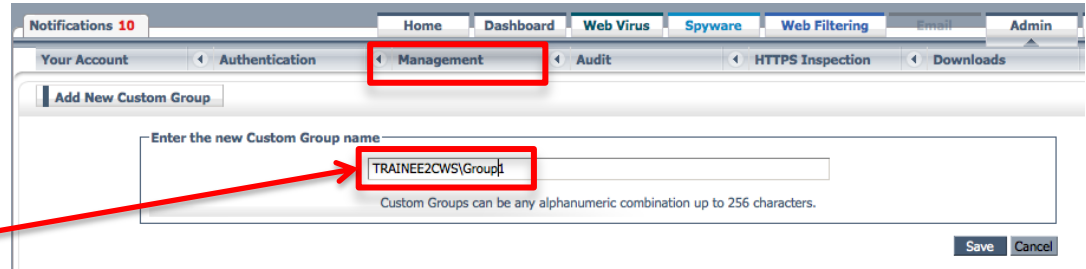 Notifications 10 Home Dashboard Web Virus Spyware Web Filtering Email Admin
Your Account Authentication Management Audit HTTPS Inspection Downloads
Add New Custom Group
Enter the new Custom Group name
TRAINEE2CWS\Group1
Custom Groups can be any alphanumeric combination up to 256 characters.
Save Cancel